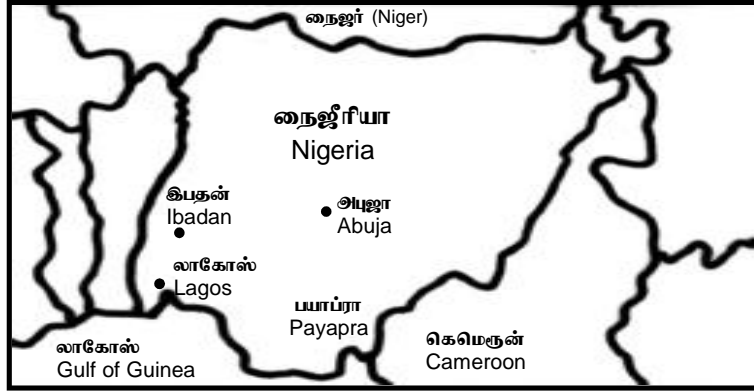 நைஜர் (Niger)
நைஜீரியா
Nigeria
இபதன்
Ibadan
அபுஜா
Abuja
லாகோஸ்
Lagos
பயாப்ரா
Payapra
கெமெரூன்
Cameroon
லாகோஸ்
Gulf of Guinea